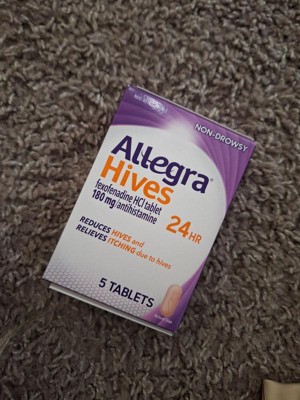 NON-DROWSY
Allegra®
Hives
fexofenadine HCl tablet
180 mg/antihistamine
24 HR
REDUCES HIVES and
RELIEVES ITCHING due to hives
5 TABLETS